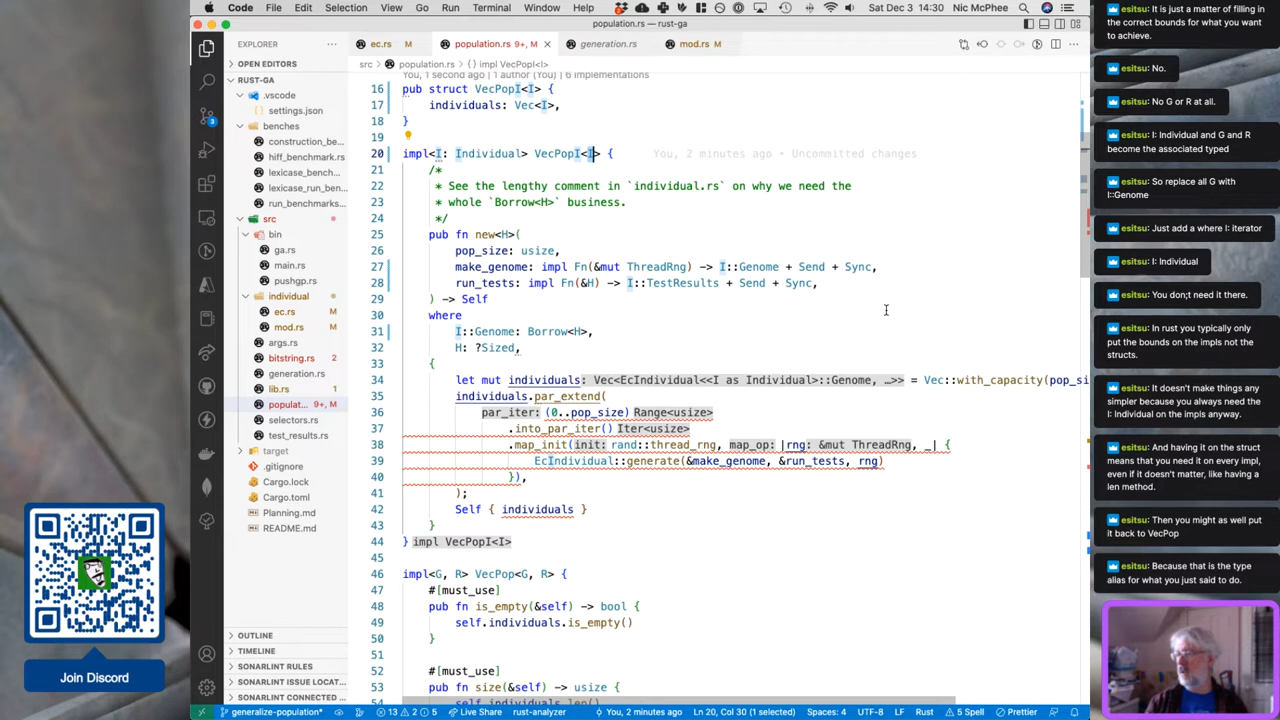 Code File Edit Selection View Go Run Terminal Window Help
Sat Dec 3 14:30 Nic McPhee
population.rs — rust-ga
EXPLORER
OPEN EDITORS
RUST-GA
.vscode
settings.json
benches
construction_be...
hiff_benchmark.rs
lexicase_bench...
lexicase_run_ben...
run_benchmarks...
src
bin
ga.rs
main.rs
pushgp.rs
individual
ec.rs M
mod.rs M
args.rs
bitstring.rs 2
generation.rs
lib.rs 1
populat... 9+, M
selectors.rs
test_results.rs
target
.gitignore
Cargo.lock
Cargo.toml
Planning.md
README.md
OUTLINE
TIMELINE
SONARLINT RULES
SONARLINT ISSUE LOCAT...
SONARLINT CONNECTED ...
ec.rs M
population.rs 9+, M
generation.rs
mod.rs M
src > population.rs > {} impl VecPopI<I>
You, 1 second ago | 1 author (You) | 6 implementations
16 pub struct VecPopI<I> {
17 individuals: Vec<I>,
18 }
19
20 impl<I: Individual> VecPopI<I> { You, 2 minutes ago • Uncommitted changes
21 /*
22 * See the lengthy comment in `individual.rs` on why we need the
23 * whole `Borrow<H>` business.
24 */
25 pub fn new<H>(
26 pop_size: usize,
27 make_genome: impl Fn(&mut ThreadRng) -> I::Genome + Send + Sync,
28 run_tests: impl Fn(&H) -> I::TestResults + Send + Sync,
29 ) -> Self
30 where
31 I::Genome: Borrow<H>,
32 H: ?Sized,
33 {
34 let mut individuals: Vec<EcIndividual<<I as Individual>::Genome, …>> = Vec::with_capacity(pop_si
35 individuals.par_extend(
36 par_iter: (0..pop_size) Range<usize>
37 .into_par_iter() Iter<usize>
38 .map_init(init: rand::thread_rng, map_op: |rng: &mut ThreadRng, _| {
39 EcIndividual::generate(&make_genome, &run_tests, rng)
40 }),
41 );
42 Self { individuals }
43 }
44 } impl VecPopI<I>
45
46 impl<G, R> VecPop<G, R> {
47 #[must_use]
48 pub fn is_empty(&self) -> bool {
49 self.individuals.is_empty()
50 }
51
52 #[must_use]
53 pub fn size(&self) -> usize {
54 self.individuals.len()
generalize-population* 13 2 5 Live Share rust-analyzer You, 2 minutes ago Ln 20, Col 30 (1 selected) Spaces: 4 UTF-8 LF Rust 5 Spell Prettier
Join Discord
esitsu: It is just a matter of filling in
the correct bounds for what you
want to achieve.
esitsu: No.
esitsu: No G or R at all.
esitsu: I: Individual and G and R
become the associated typed
esitsu: So replace all G with
I::Genome
esitsu: Just add a where I: iterator
esitsu: I: Individual
esitsu: You don;t need it there.
esitsu: In rust you typically only
put the bounds on the impls not the
structs.
esitsu: It doesn't make things any
simpler because you always need the
I: Individual on the impls anyway.
esitsu: And having it on the struct
means that you need it on every impl,
even if it doesn't matter, like having a
len method.
esitsu: Then you might as well put
it back to VecPop
esitsu: Because that is the type
alias for what you just said to do.